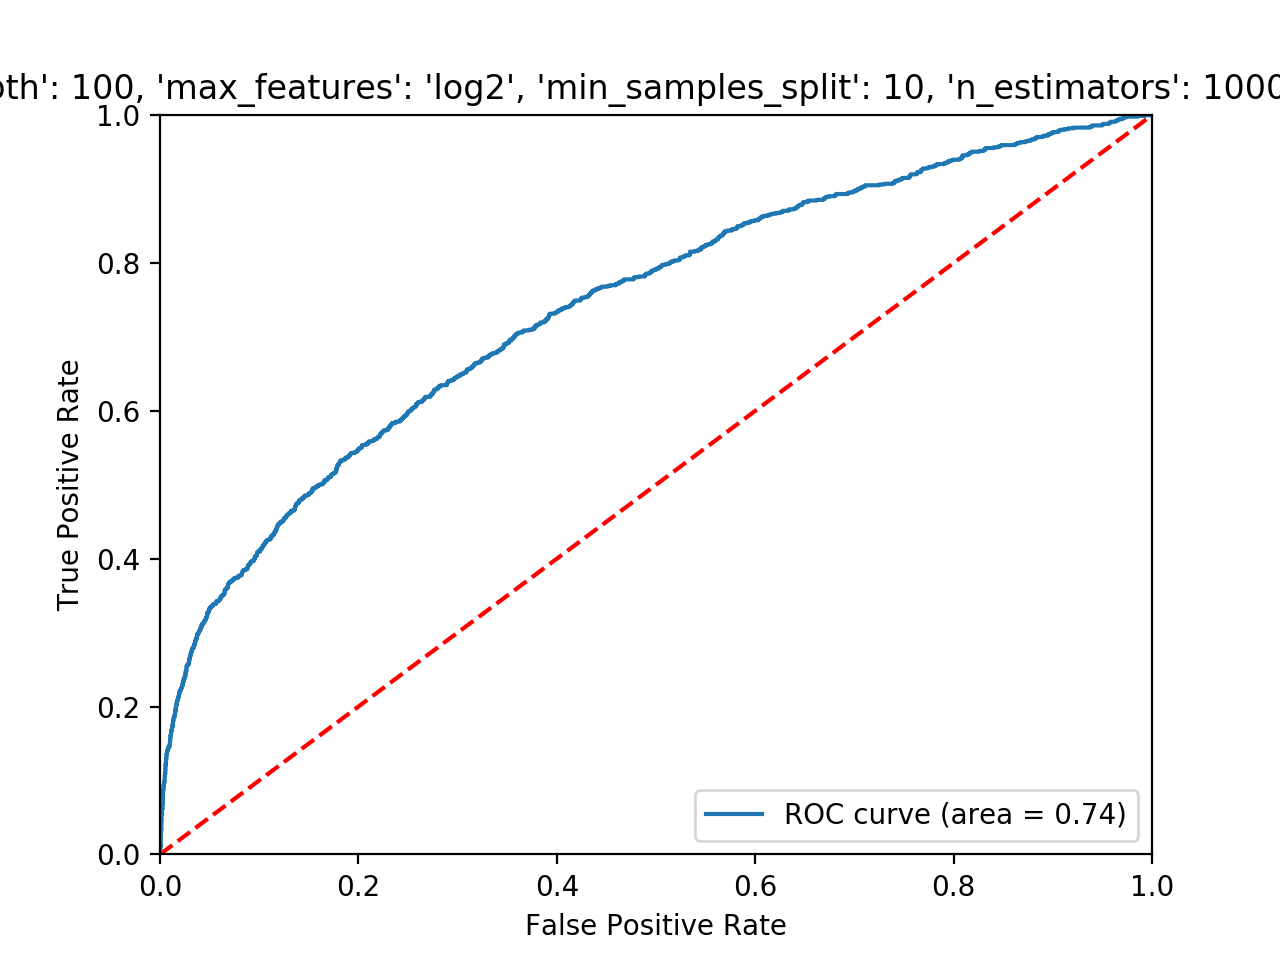 oth': 100, 'max_features': 'log2', 'min_samples_split': 10, 'n_estimators': 1000
1.0
0.8
0.6
0.4
0.2
0.0
True Positive Rate
ROC curve (area = 0.74)
0.0 0.2 0.4 0.6 0.8 1.0
False Positive Rate